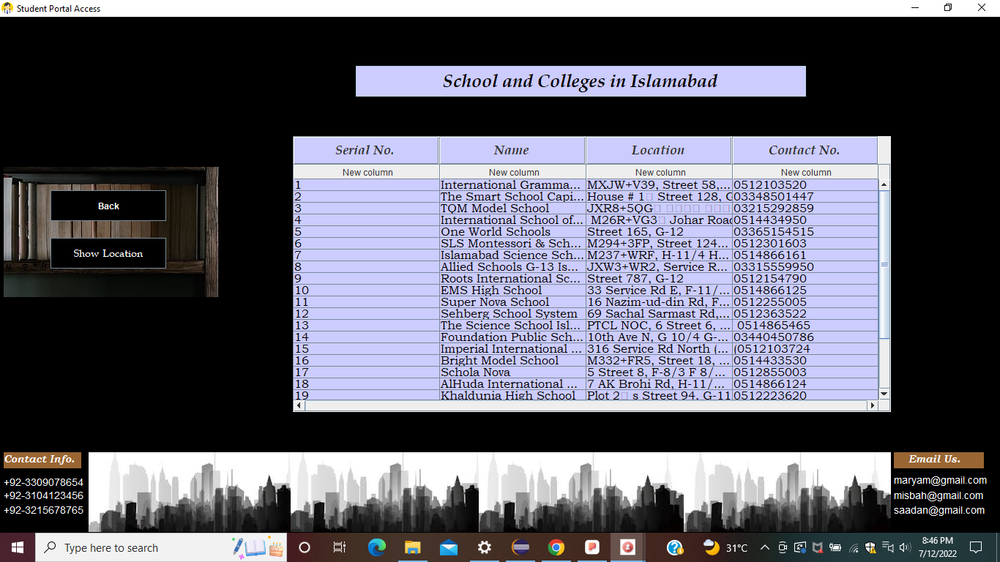 Student Portal Access
School and Colleges in Islamabad
Serial No. Name Location Contact No.
New column New column New column New column
1 International Gramma... MXJW+V39, Street 58,... 0512103520
2 The Smart School Capi... House # 1 Street 128, G 03348501447
3 TQM Model School JXR8+5QG 03215292859
4 International School of... M26R+VG3 Johar Road 0514434950
5 One World Schools Street 165, G-12 03365154515
6 SLS Montessori & Sch... M294+3FP, Street 124... 0512301603
7 Islamabad Science Sch... M237+WRF, H-11/4 H... 0514866161
8 Allied Schools G-13 Is... JXW3+WR2, Service R... 03315559950
9 Roots International Sc... Street 787, G-12 0512154790
10 EMS High School 33 Service Rd E, F-11/... 0514866125
11 Super Nova School 16 Nazim-ud-din Rd, F... 0512255005
12 Sehberg School System 69 Sachal Sarmast Rd,... 0512363522
13 The Science School Isl... PTCL NOC, 6 Street 6, ... 0514865465
14 Foundation Public Sch... 10th Ave N, G 10/4 G-... 03440450786
15 Imperial International ... 316 Service Rd North (... (0512103724
16 Bright Model School M332+FR5, Street 18, ... 0514433530
17 Schola Nova 5 Street 8, F-8/3 F 8/... 0512855003
18 AlHuda International ... 7 AK Brohi Rd, H-11/... 0514866124
19 Khaldunia High School Plot 2 s Street 94, G-11 0512223620
Back
Show Location
Contact Info.
+92-3309078654
+92-3104123456
+92-3215678765
Email Us.
maryam@gmail.com
misbah@gmail.com
saadan@gmail.com
Type here to search
31°C
8:46 PM
7/12/2022